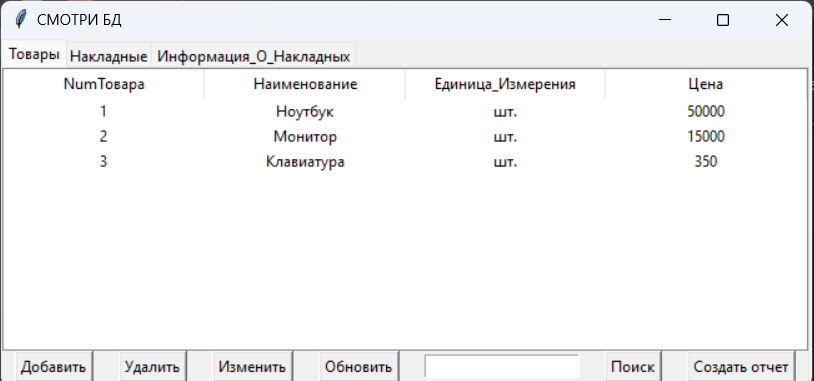 СМОТРИ БД
Товары Накладные Информация_О_Накладных
NumТовара Наименование Единица_Измерения Цена
1 Ноутбук шт. 50000
2 Монитор шт. 15000
3 Клавиатура шт. 350
Добавить Удалить Изменить Обновить Поиск Создать отчет